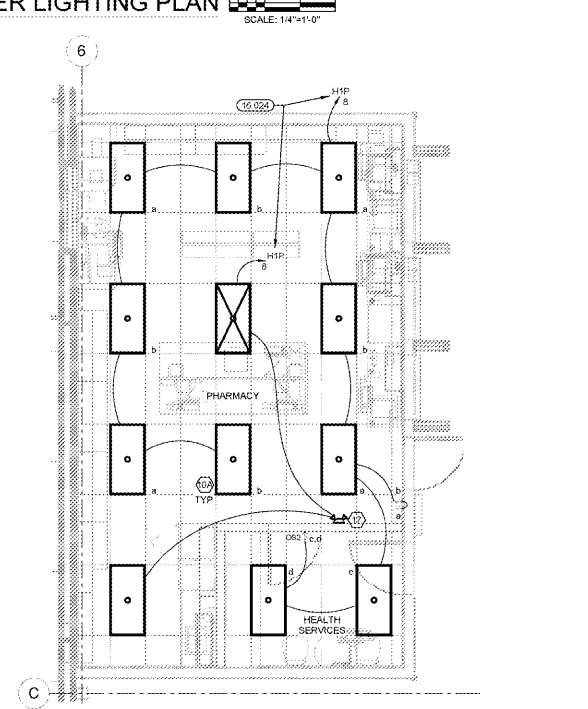 ER LIGHTING PLAN
SCALE: 1/4"=1'-0"
6
16.024
H1P
8
a
b
a
H1P
8
b
b
PHARMACY
10A
TYP
a
b
a
b
a
17
OS2
c,d
d
c
HEALTH
SERVICES
C